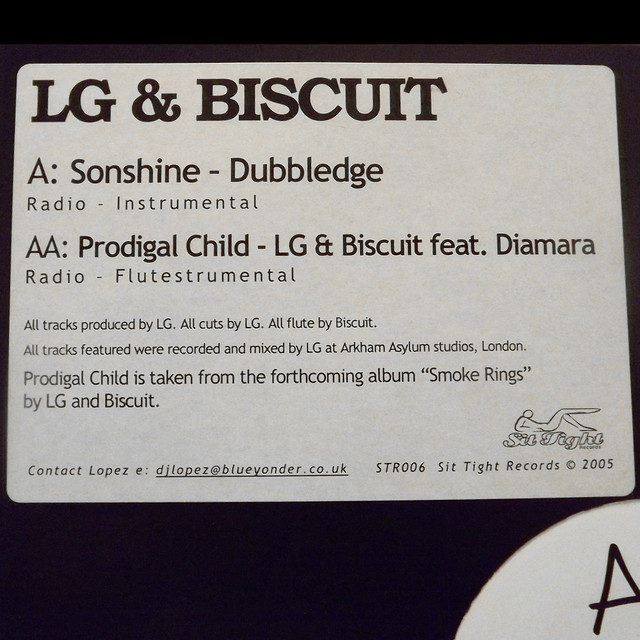 LG & BISCUIT
A: Sonshine - Dubbledge
Radio - Instrumental
AA: Prodigal Child - LG & Biscuit feat. Diamara
Radio - Flutestrumental
All tracks produced by LG. All cuts by LG. All flute by Biscuit.
All tracks featured were recorded and mixed by LG at Arkham Asylum studios, London.
Prodigal Child is taken from the forthcoming album “Smoke Rings”
by LG and Biscuit.
Sit Tight
Records
Contact Lopez e: djlopez@blueyonder.co.uk STR006 Sit Tight Records © 2005
A